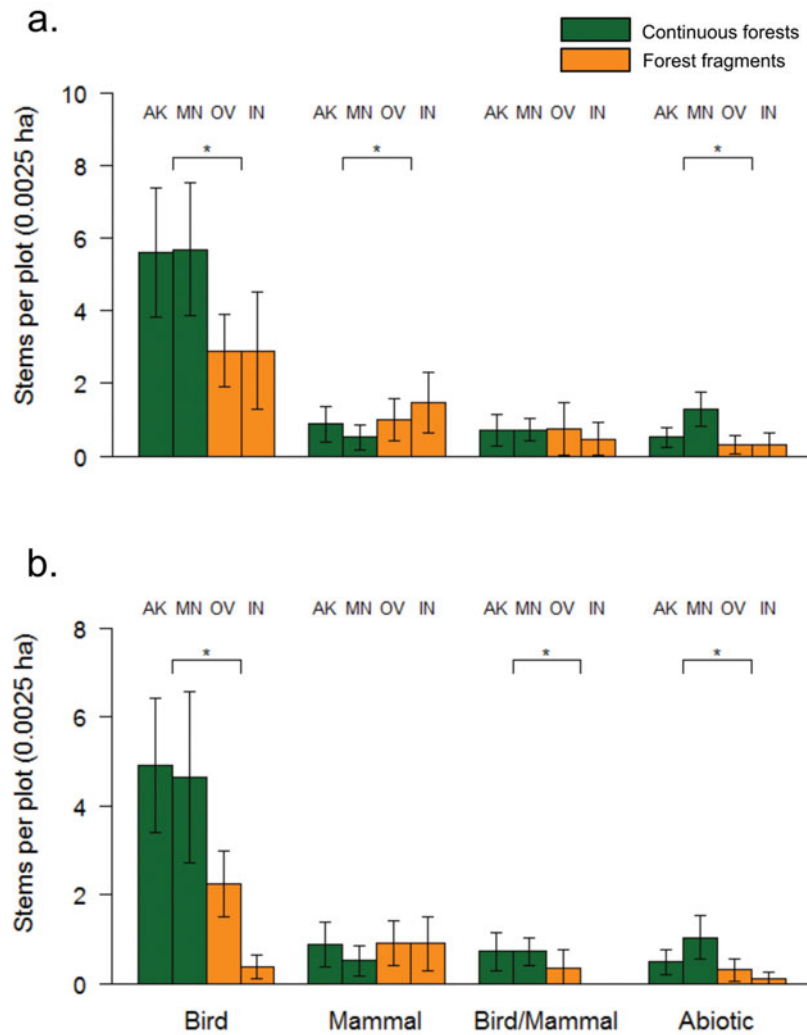 a.
Continuous forests
Forest fragments
Stems per plot (0.0025 ha)
10
8
6
4
2
0
AK MN OV IN AK MN OV IN AK MN OV IN AK MN OV IN
* * *
b.
Stems per plot (0.0025 ha)
8
6
4
2
0
AK MN OV IN AK MN OV IN AK MN OV IN AK MN OV IN
* * *
Bird Mammal Bird/Mammal Abiotic